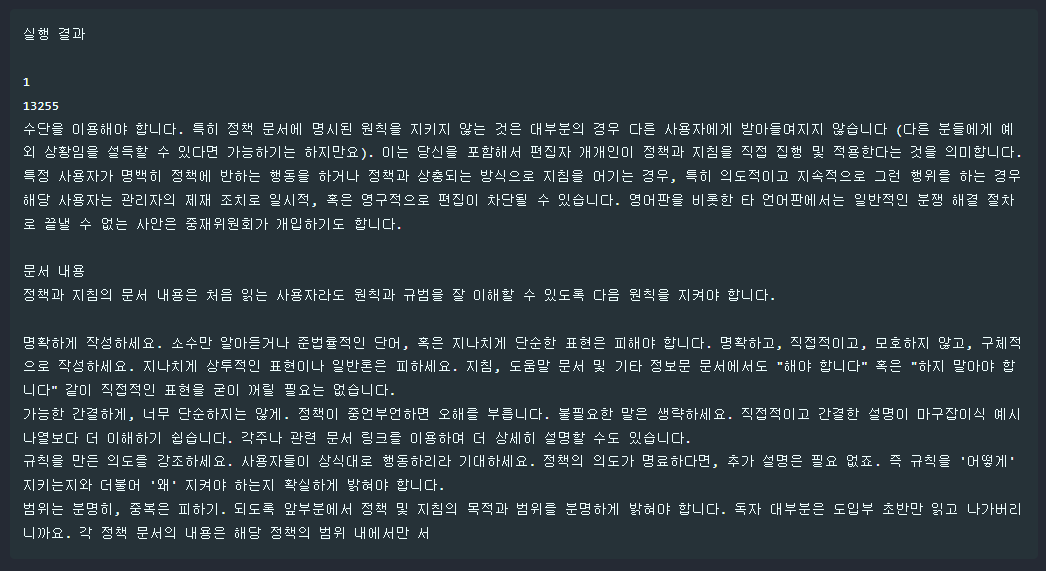 실행 결과
1
13255
수단을 이용해야 합니다. 특히 정책 문서에 명시된 원칙을 지키지 않는 것은 대부분의 경우 다른 사용자에게 받아들여지지 않습니다 (다른 분들에게 예
외 상황임을 설득할 수 있다면 가능하기는 하지만요). 이는 당신을 포함해서 편집자 개개인이 정책과 지침을 직접 집행 및 적용한다는 것을 의미합니다.
특정 사용자가 명백히 정책에 반하는 행동을 하거나 정책과 상충되는 방식으로 지침을 어기는 경우, 특히 의도적이고 지속적으로 그런 행위를 하는 경우
해당 사용자는 관리자의 제재 조치로 일시적, 혹은 영구적으로 편집이 차단될 수 있습니다. 영어판을 비롯한 타 언어판에서는 일반적인 분쟁 해결 절차
로 끝낼 수 없는 사안은 중재위원회가 개입하기도 합니다.
문서 내용
정책과 지침의 문서 내용은 처음 읽는 사용자라도 원칙과 규범을 잘 이해할 수 있도록 다음 원칙을 지켜야 합니다.
명확하게 작성하세요. 소수만 알아듣거나 준법률적인 단어, 혹은 지나치게 단순한 표현은 피해야 합니다. 명확하고, 직접적이고, 모호하지 않고, 구체적
으로 작성하세요. 지나치게 상투적인 표현이나 일반론은 피하세요. 지침, 도움말 문서 및 기타 정보문 문서에서도 "해야 합니다" 혹은 "하지 말아야 합
니다" 같이 직접적인 표현을 굳이 꺼릴 필요는 없습니다.
가능한 간결하게, 너무 단순하지는 않게. 정책이 중언부언하면 오해를 부릅니다. 불필요한 말은 생략하세요. 직접적이고 간결한 설명이 마구잡이식 예시
나열보다 더 이해하기 쉽습니다. 각주나 관련 문서 링크를 이용하여 더 상세히 설명할 수도 있습니다.
규칙을 만든 의도를 강조하세요. 사용자들이 상식대로 행동하리라 기대하세요. 정책의 의도가 명료하다면, 추가 설명은 필요 없죠. 즉 규칙을 '어떻게'
지키는지와 더불어 '왜' 지켜야 하는지 확실하게 밝혀야 합니다.
범위는 분명히, 중복은 피하기. 되도록 앞부분에서 정책 및 지침의 목적과 범위를 분명하게 밝혀야 합니다. 독자 대부분은 도입부 초반만 읽고 나가버리
니까요. 각 정책 문서의 내용은 해당 정책의 범위 내에서만 서